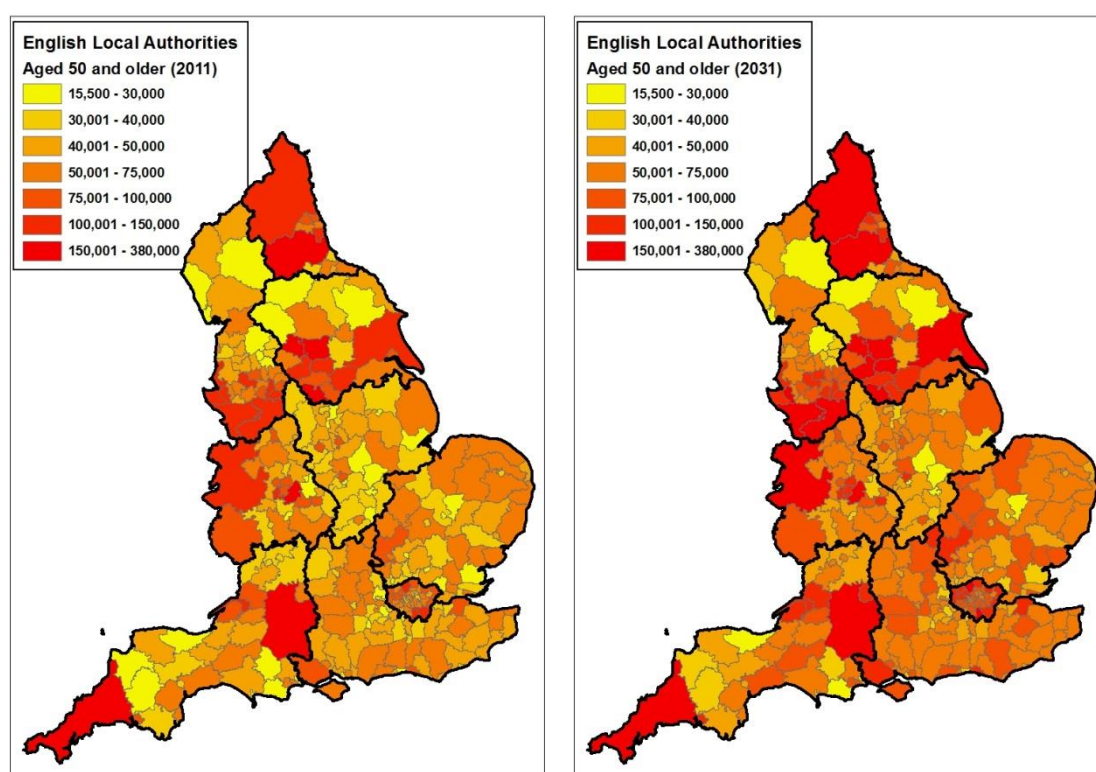 English Local Authorities
Aged 50 and older (2011)
15,500 - 30,000
30,001 - 40,000
40,001 - 50,000
50,001 - 75,000
75,001 - 100,000
100,001 - 150,000
150,001 - 380,000
English Local Authorities
Aged 50 and older (2031)
15,500 - 30,000
30,001 - 40,000
40,001 - 50,000
50,001 - 75,000
75,001 - 100,000
100,001 - 150,000
150,001 - 380,000